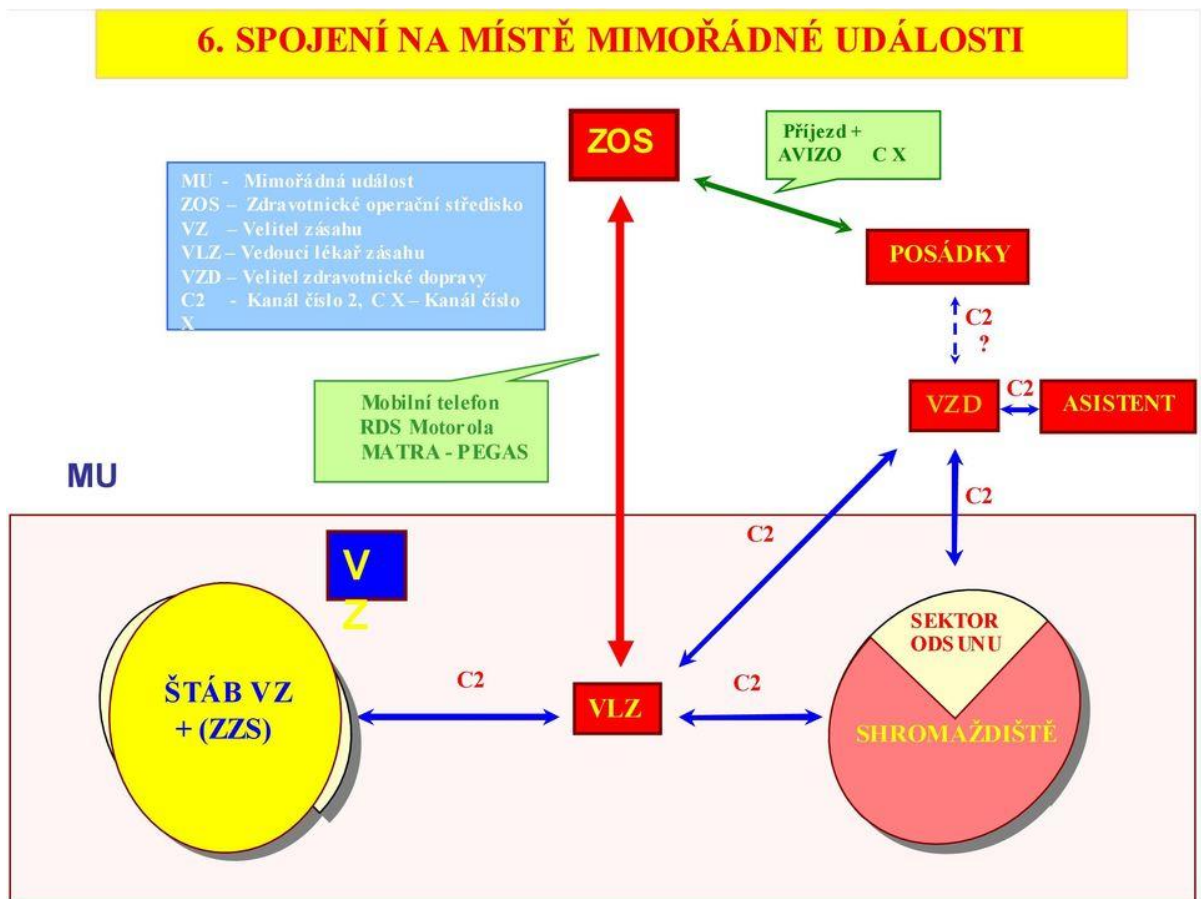 6. SPOJENÍ NA MÍSTĚ MIMOŘÁDNÉ UDÁLOSTI
ZOS
Příjezd +
AVIZO C X
MU - Mimořádná událost
ZOS – Zdravotnické operační středisko
VZ – Velitel zásahu
VLZ – Vedoucí lékař zásahu
VZD – Velitel zdravotnické dopravy
C2 - Kanál číslo 2, C X – Kanál číslo
X
POSÁDKY
C2
?
Mobilní telefon
RDS Motorola
MATRA - PEGAS
VZD
C2
ASISTENT
MU
C2
C2
V
Z
SEKTOR
ODSUNU
ŠTÁB VZ
+ (ZZS)
C2
VLZ
C2
SHROMAŽDIŠTĚ